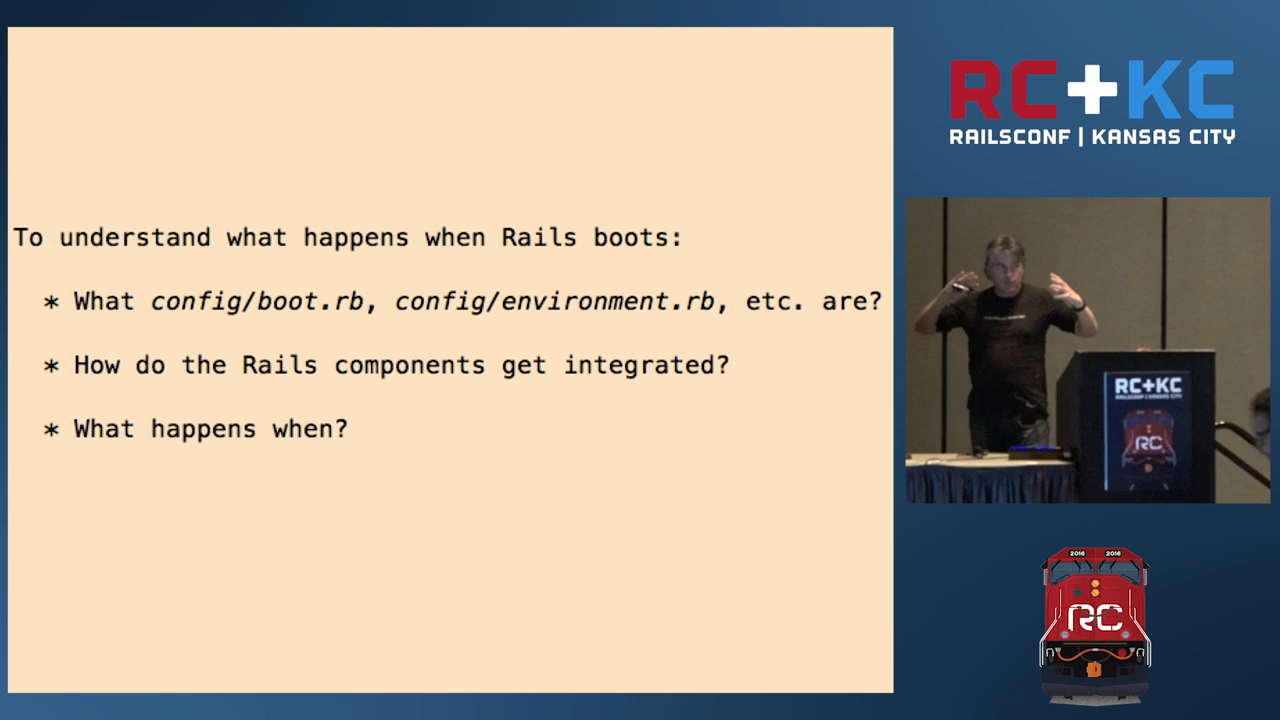 To understand what happens when Rails boots:
* What config/boot.rb, config/environment.rb, etc. are?
* How do the Rails components get integrated?
* What happens when?
RC+KC
RAILSCONF | KANSAS CITY
RC+KC
RAILSCONF | KANSAS CITY
RC
2016 2016
RC